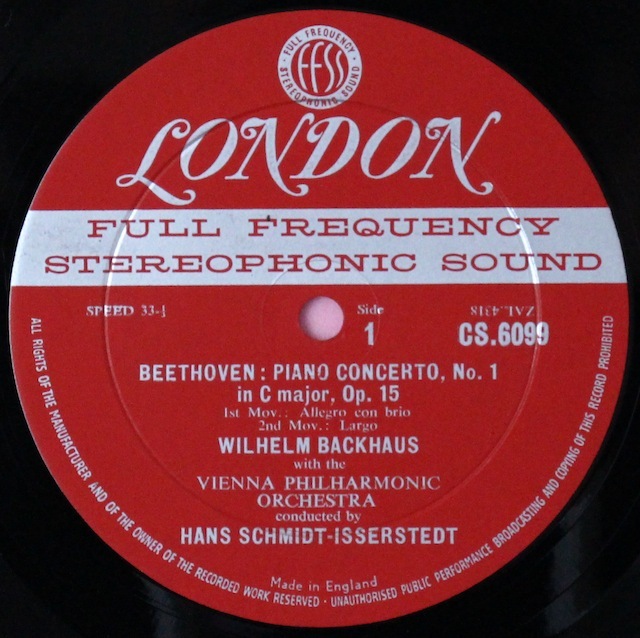 · FULL FREQUENCY ·
FFSS
STEREOPHONIC SOUND
LONDON
FULL FREQUENCY
STEREOPHONIC SOUND
SPEED 33-⅓
Side
1
ZAL.4318
CS.6099
BEETHOVEN : PIANO CONCERTO, No. 1
in C major, Op. 15
1st Mov.: Allegro con brio
2nd Mov.: Largo
WILHELM BACKHAUS
with the
VIENNA PHILHARMONIC
ORCHESTRA
conducted by
HANS SCHMIDT-ISSERSTEDT
Made in England
ALL RIGHTS OF THE MANUFACTURER AND OF THE OWNER OF THE RECORDED WORK RESERVED · UNAUTHORISED PUBLIC PERFORMANCE BROADCASTING AND COPYING OF THIS RECORD PROHIBITED